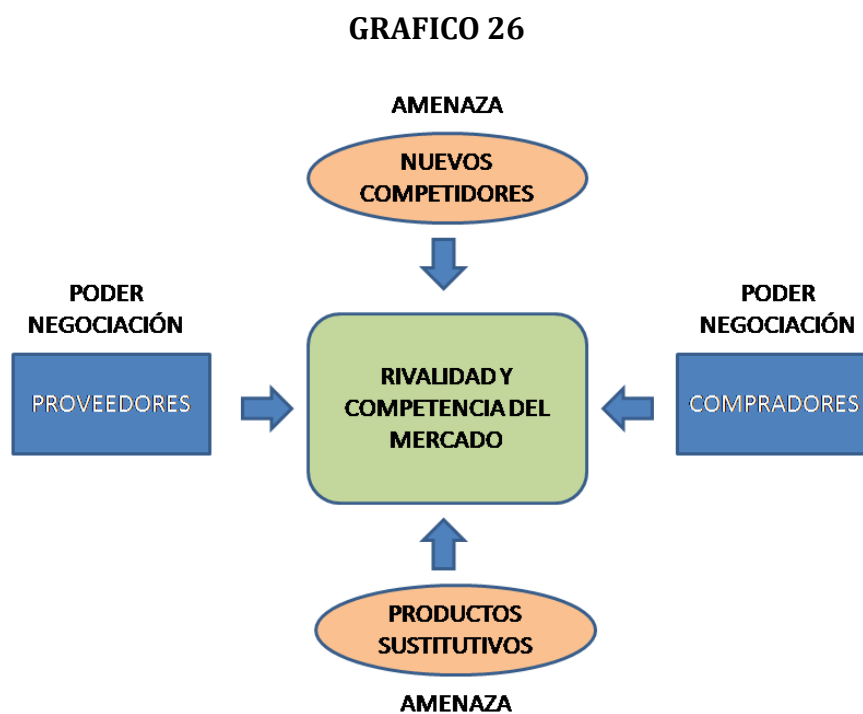 GRAFICO 26
AMENAZA
NUEVOS
COMPETIDORES
PODER
NEGOCIACIÓN
PROVEEDORES
RIVALIDAD Y
COMPETENCIA DEL
MERCADO
PODER
NEGOCIACIÓN
COMPRADORES
PRODUCTOS
SUSTITUTIVOS
AMENAZA